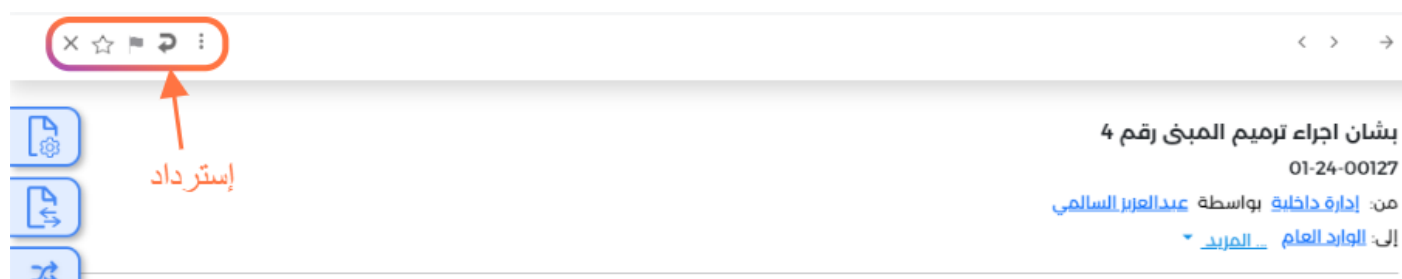 إسترداد
بشان اجراء ترميم المبنى رقم 4
01-24-00127
من: إدارة داخلية بواسطة عبدالعزيز السالمي
إلى: الوارد العام ... المزيد